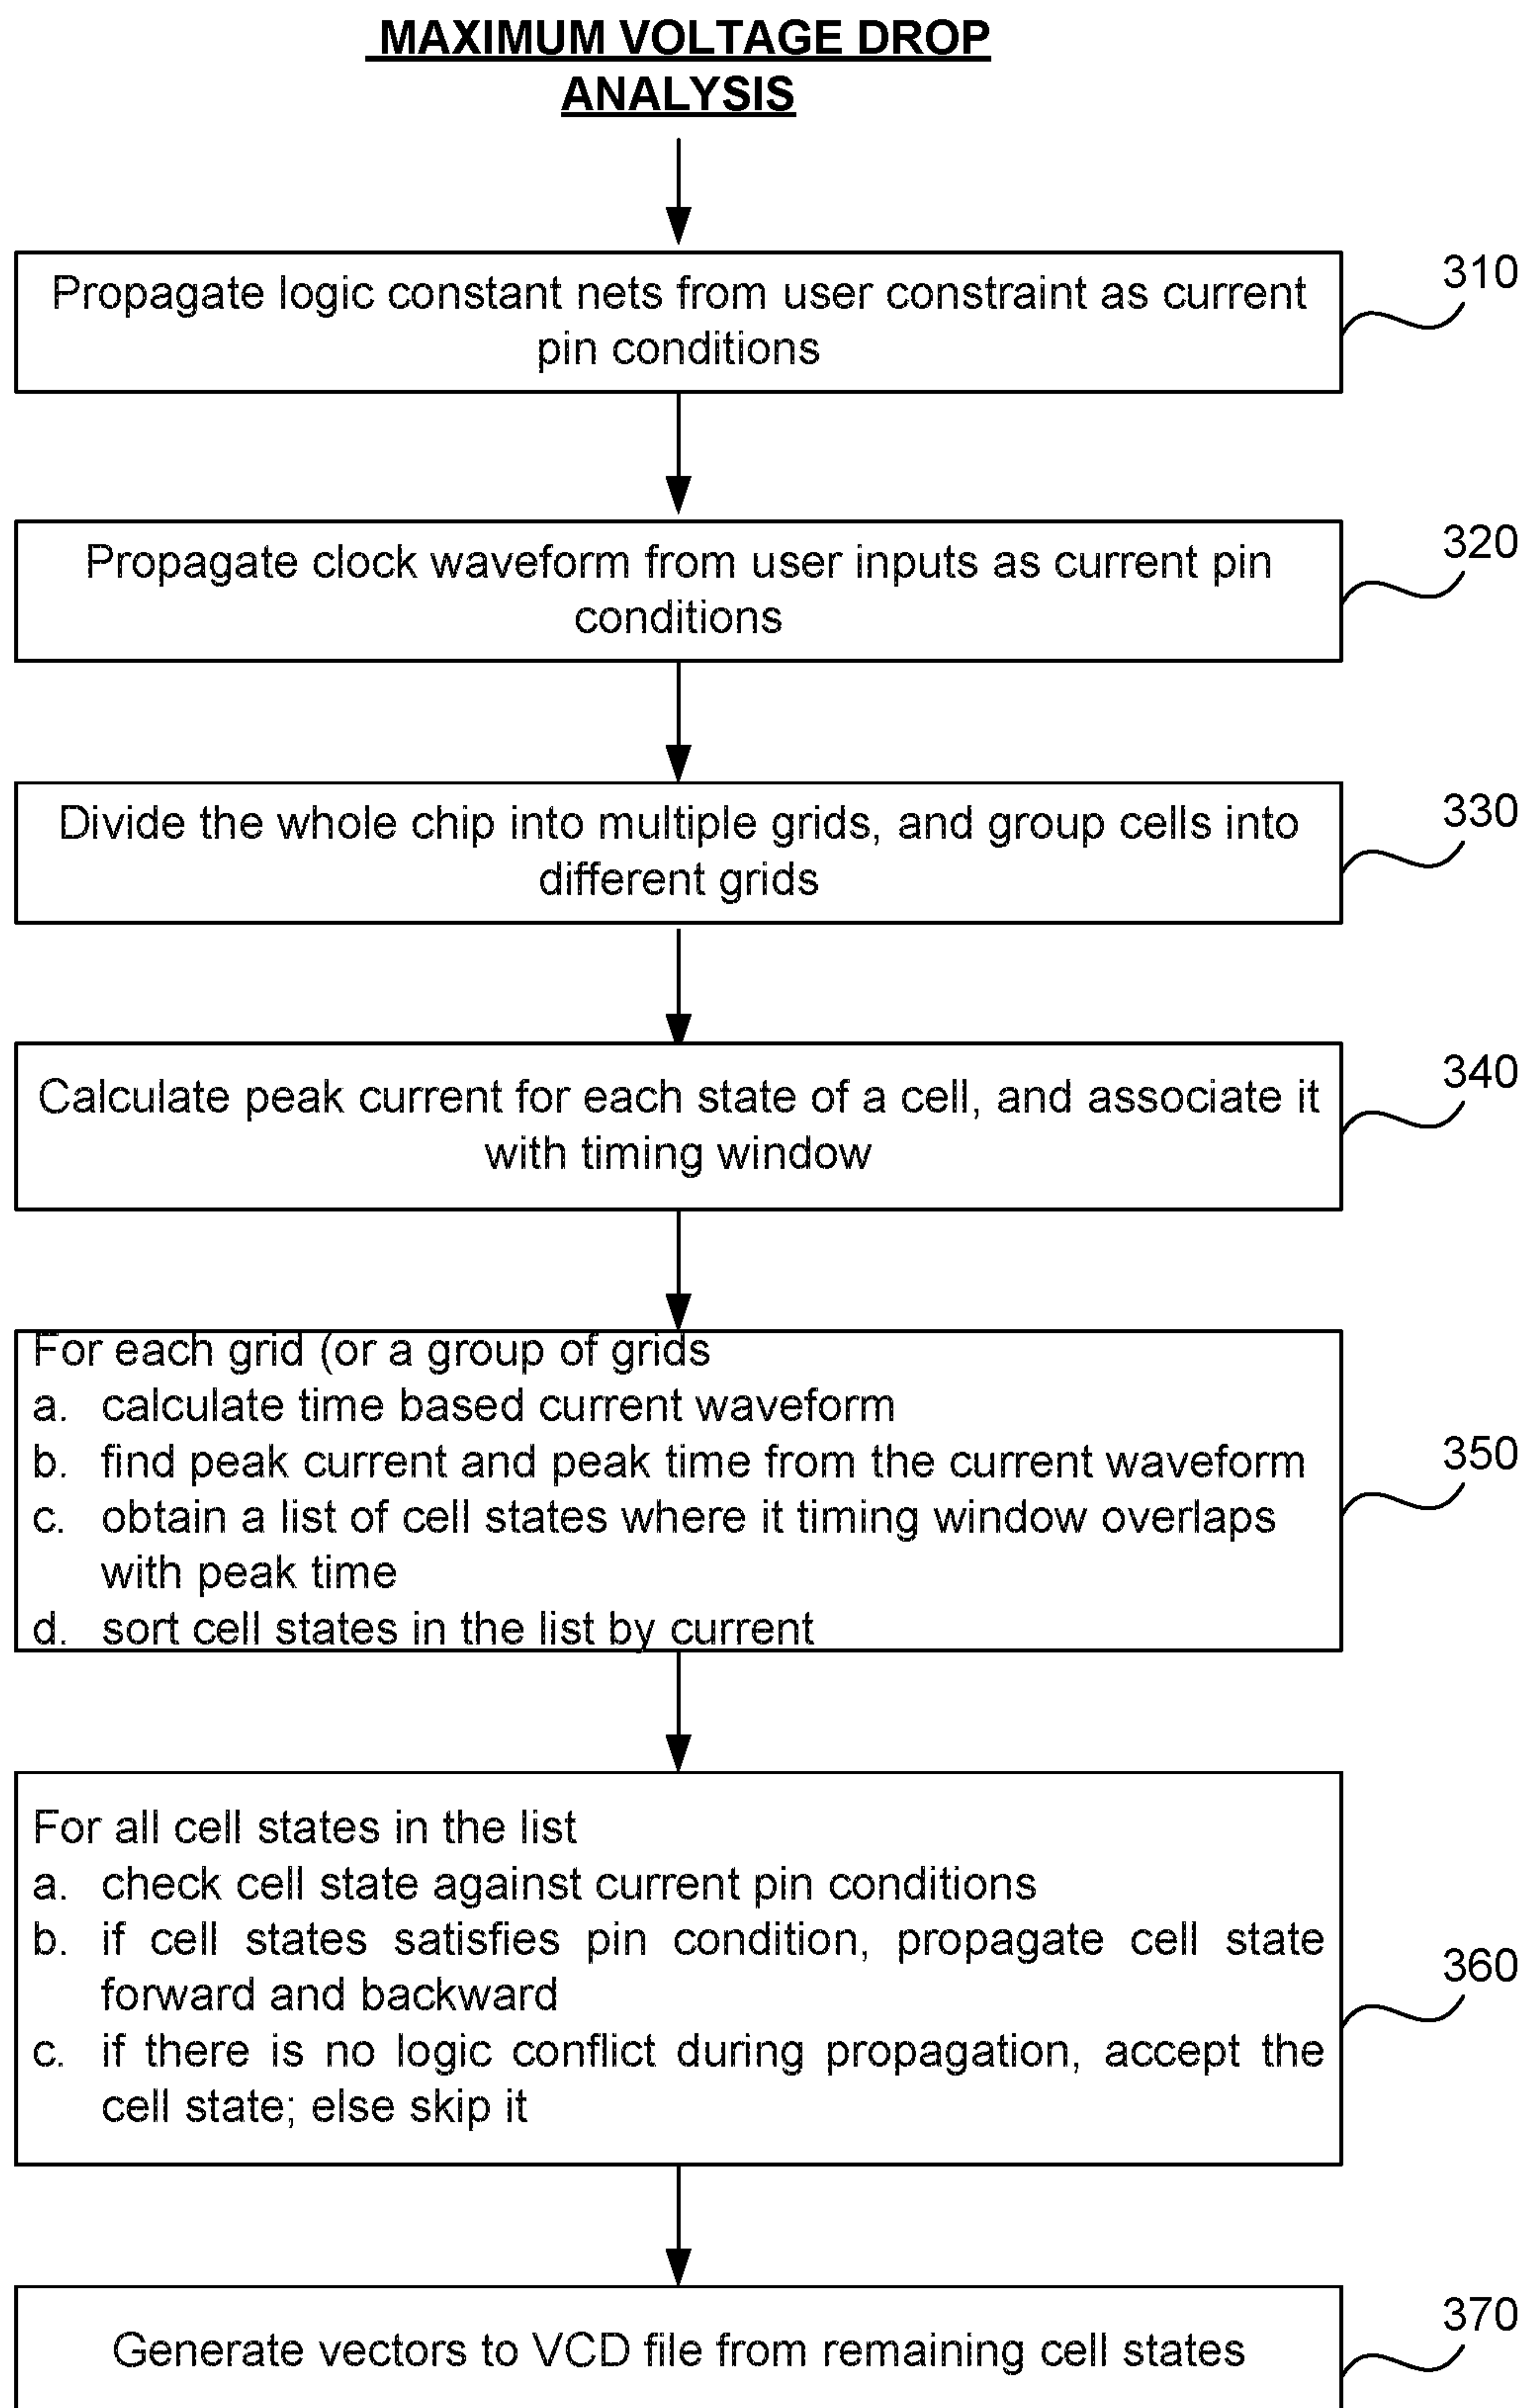 MAXIMUM VOLTAGE DROP
ANALYSIS
Propagate logic constant nets from user constraint as current
pin conditions
310
Propagate clock waveform from user inputs as current pin
conditions
320
Divide the whole chip into multiple grids, and group cells into
different grids
330
Calculate peak current for each state of a cell, and associate it
with timing window
340
For each grid (or a group of grids
a. calculate time based current waveform
b. find peak current and peak time from the current waveform
c. obtain a list of cell states where it timing window overlaps
with peak time
d. sort cell states in the list by current
350
For all cell states in the list
a. check cell state against current pin conditions
b. if cell states satisfies pin condition, propagate cell state
forward and backward
c. if there is no logic conflict during propagation, accept the
cell state; else skip it
360
Generate vectors to VCD file from remaining cell states
370